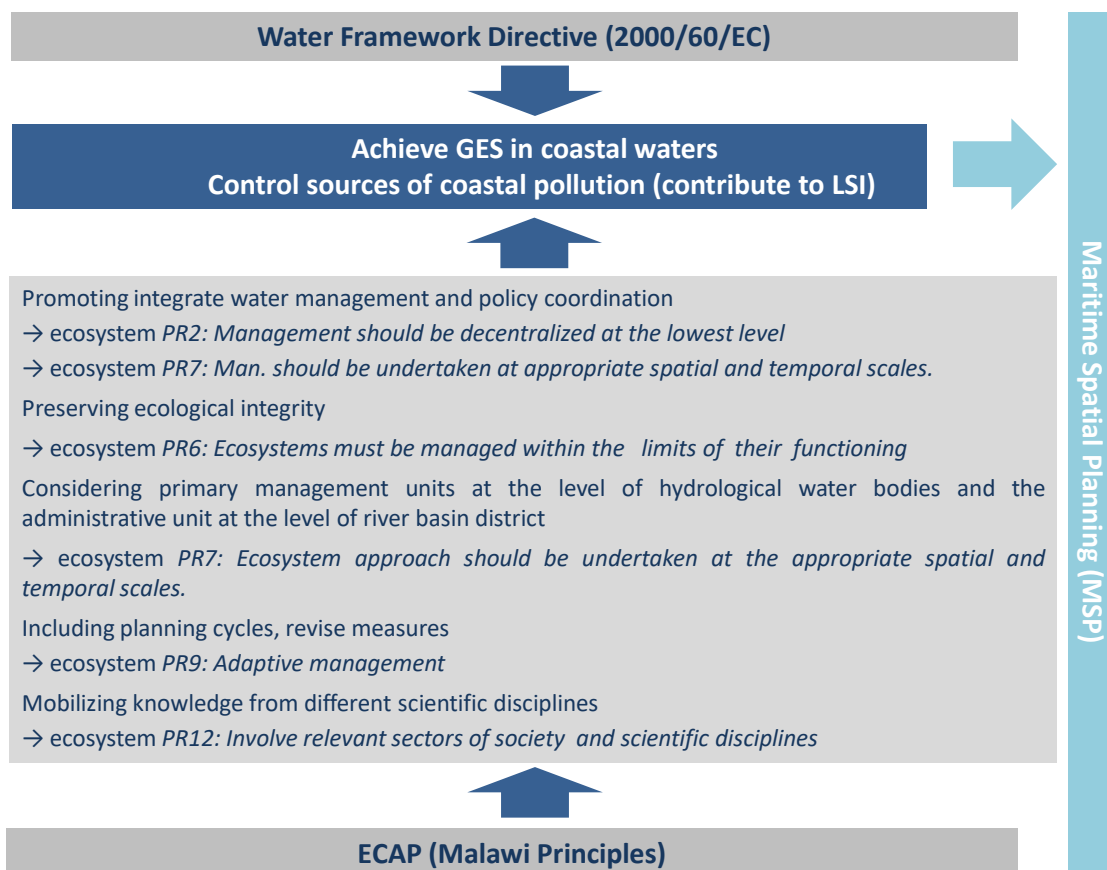 Water Framework Directive (2000/60/EC)
Achieve GES in coastal waters
Control sources of coastal pollution (contribute to LSI)
Promoting integrate water management and policy coordination
→ ecosystem PR2: Management should be decentralized at the lowest level
→ ecosystem PR7: Man. should be undertaken at appropriate spatial and temporal scales.
Preserving ecological integrity
→ ecosystem PR6: Ecosystems must be managed within the limits of their functioning
Considering primary management units at the level of hydrological water bodies and the
administrative unit at the level of river basin district
→ ecosystem PR7: Ecosystem approach should be undertaken at the appropriate spatial and
temporal scales.
Including planning cycles, revise measures
→ ecosystem PR9: Adaptive management
Mobilizing knowledge from different scientific disciplines
→ ecosystem PR12: Involve relevant sectors of society and scientific disciplines
ECAP (Malawi Principles)
Maritime Spatial Planning (MSP)